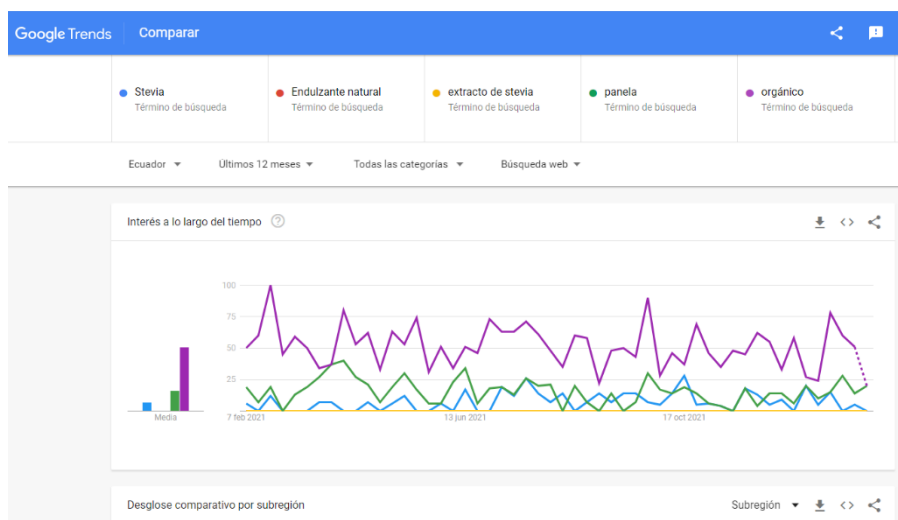 Google Trends Comparar
Stevia
Término de búsqueda
Endulzante natural
Término de búsqueda
extracto de stevia
Término de búsqueda
panela
Término de búsqueda
orgánico
Término de búsqueda
Ecuador Últimos 12 meses Todas las categorías Búsqueda web
Interés a lo largo del tiempo
100
75
50
25
Media
7 feb 2021 13 jun 2021 17 oct 2021
Desglose comparativo por subregión Subregión